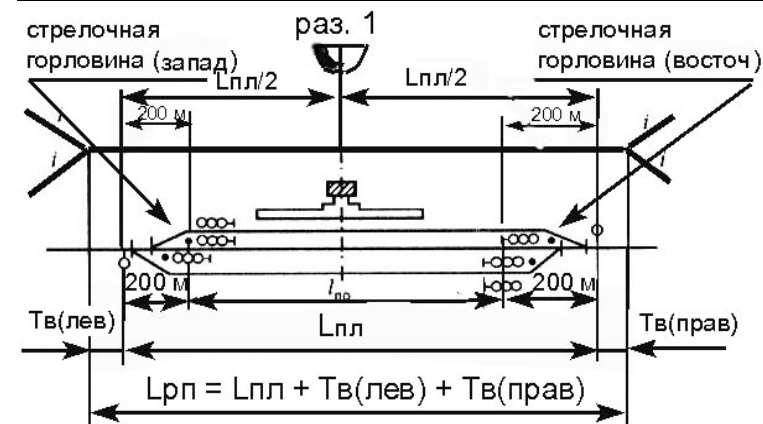 раз. 1
стрелочная
горловина (запад)
стрелочная
горловина (восточ)
Lпл/2
Lпл/2
200 м
200 м
i
i
i
i
200 м
lпо
200 м
Тв(лев)
Lпл
Тв(прав)
Lрп = Lпл + Тв(лев) + Тв(прав)